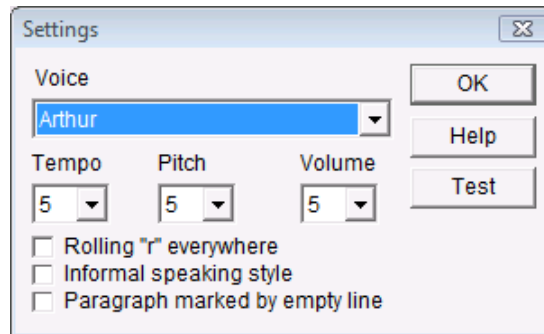 Settings
Voice
OK
Arthur
Help
Tempo Pitch Volume
Test
5 5 5
Rolling "r" everywhere
Informal speaking style
Paragraph marked by empty line